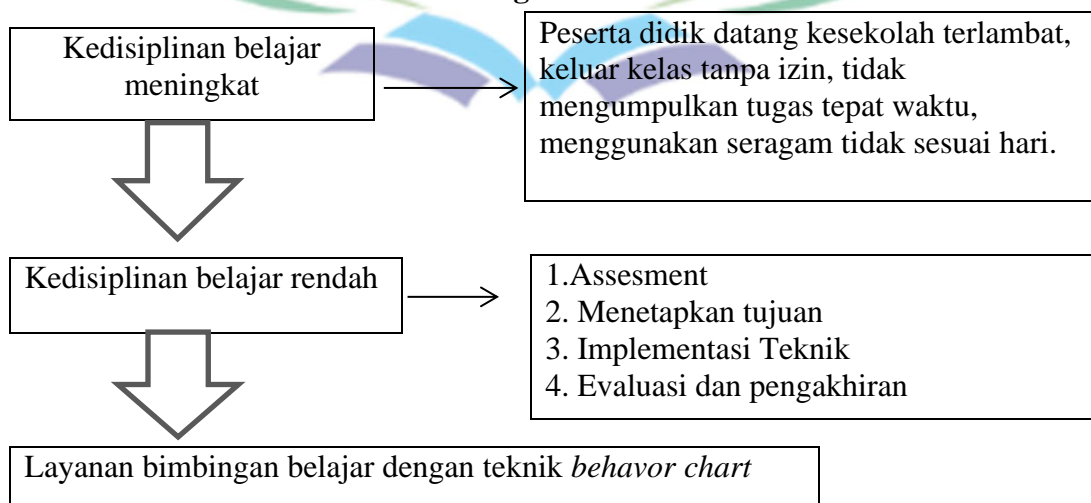 Kedisiplinan belajar
meningkat
Peserta didik datang kesekolah terlambat,
keluar kelas tanpa izin, tidak
mengumpulkan tugas tepat waktu,
menggunakan seragam tidak sesuai hari.
Kedisiplinan belajar rendah
1.Assesment
2. Menetapkan tujuan
3. Implementasi Teknik
4. Evaluasi dan pengakhiran
Layanan bimbingan belajar dengan teknik behavor chart